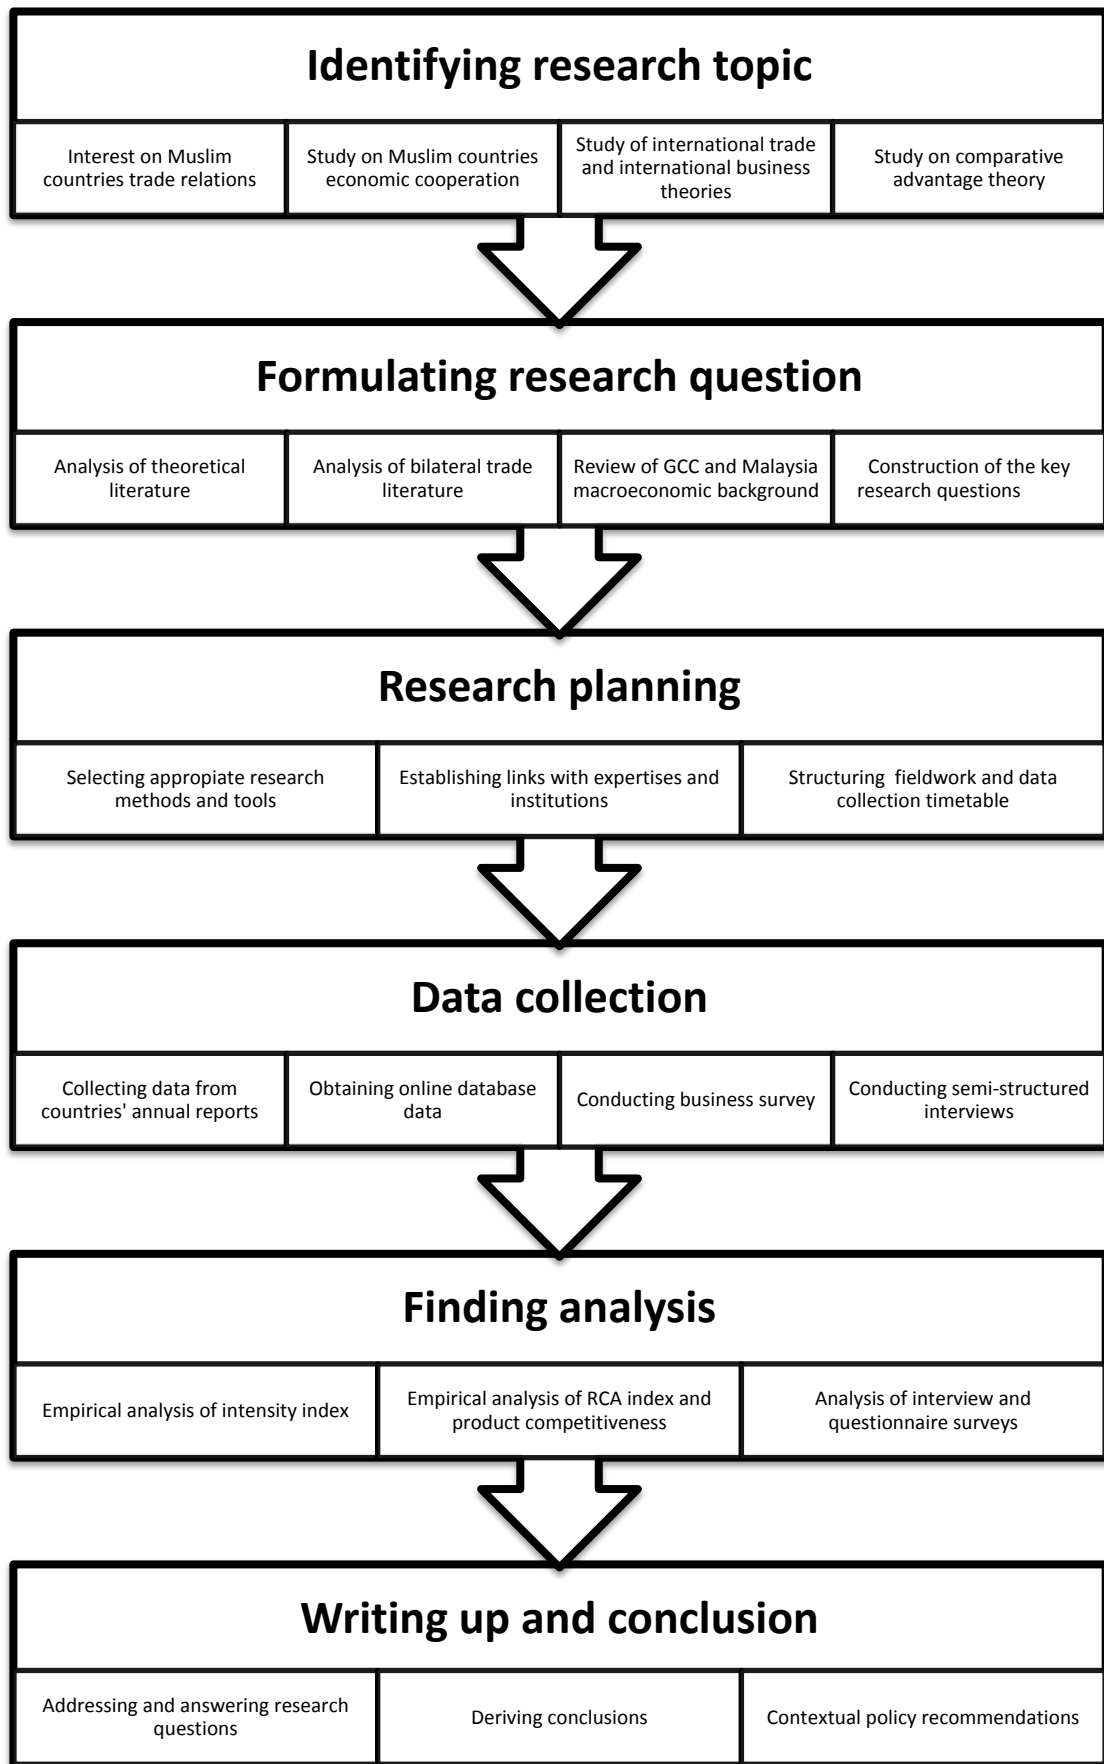 Identifying research topic
Interest on Muslim
countries trade relations
Study on Muslim countries
economic cooperation
Study of international trade
and international business
theories
Study on comparative
advantage theory
Formulating research question
Analysis of theoretical
literature
Analysis of bilateral trade
literature
Review of GCC and Malaysia
macroeconomic background
Construction of the key
research questions
Research planning
Selecting appropiate research
methods and tools
Establishing links with expertises and
institutions
Structuring fieldwork and data
collection timetable
Data collection
Collecting data from
countries' annual reports
Obtaining online database
data
Conducting business survey
Conducting semi-structured
interviews
Finding analysis
Empirical analysis of intensity index
Empirical analysis of RCA index and
product competitiveness
Analysis of interview and
questionnaire surveys
Writing up and conclusion
Addressing and answering research
questions
Deriving conclusions
Contextual policy recommendations